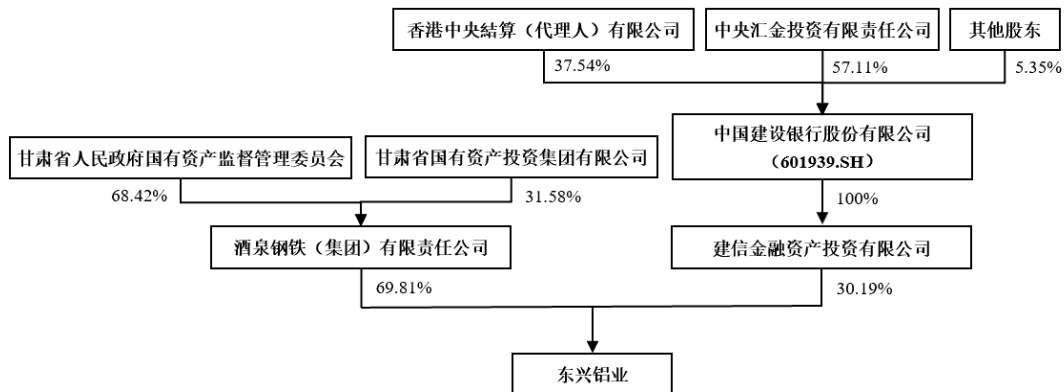 香港中央結算（代理人）有限公司
中央汇金投资有限责任公司
其他股东
37.54%
57.11%
5.35%
中国建设银行股份有限公司
（601939.SH）
甘肃省人民政府国有资产监督管理委员会
甘肃省国有资产投资集团有限公司
68.42%
31.58%
100%
酒泉钢铁（集团）有限责任公司
建信金融资产投资有限公司
69.81%
30.19%
东兴铝业